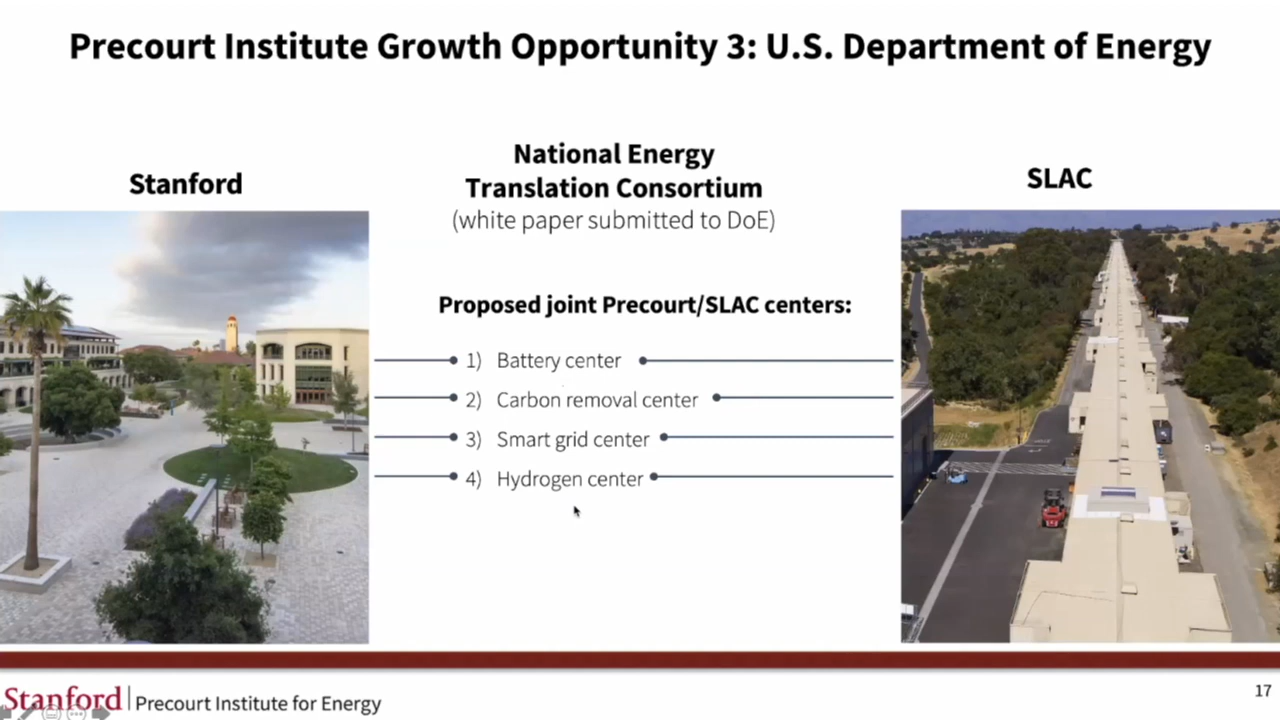 Precourt Institute Growth Opportunity 3: U.S. Department of Energy
Stanford
National Energy
Translation Consortium
(white paper submitted to DoE)
SLAC
Proposed joint Precourt/SLAC centers:
1) Battery center
2) Carbon removal center
3) Smart grid center
4) Hydrogen center
Stanford | Precourt Institute for Energy
17